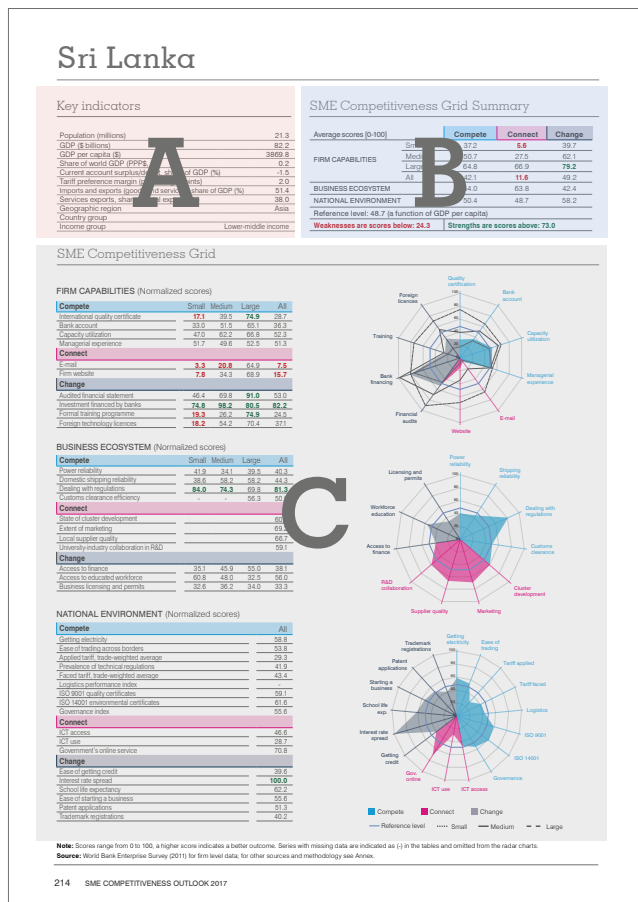 Sri Lanka
Key indicators
Population (millions) 21.3
GDP ($ billions) 82.2
GDP per capita ($) 3869.8
Share of world GDP (PPP$, 0.2
Current account surplus/ share of GDP (%) -1.5
Tariff preference margin 2.0
Imports and exports share of GDP (%) 51.4
Services exports, 38.0
Geographic region Asia
Country group
Income group Lower-middle income
A
SME Competitiveness Grid Summary
Average scores [0-100] Compete Connect Change
FIRM CAPABILITIES
37.2 5.6 39.7
50.7 27.5 62.1
64.8 66.9 79.2
All 42.1 11.6 49.2
BUSINESS ECOSYSTEM 63.8 42.4
NATIONAL ENVIRONMENT 50.4 48.7 58.2
Reference level: 48.7 (a function of GDP per capita)
Weaknesses are scores below: 24.3 Strengths are scores above: 73.0
B
SME Competitiveness Grid
FIRM CAPABILITIES (Normalized scores)
Compete Small Medium Large All
International quality certificate 17.1 39.5 74.9 28.7
Bank account 33.0 51.5 65.1 36.3
Capacity utilization 47.0 62.2 66.8 52.3
Managerial experience 51.7 49.6 52.5 51.3
Connect
E-mail 3.3 20.8 64.9 7.5
Firm website 7.8 34.3 68.9 15.7
Change
Audited financial statement 46.4 69.8 91.0 53.0
Investment financed by banks 74.8 98.2 80.5 82.2
Formal training programme 19.3 26.2 74.9 24.5
Foreign technology licences 18.2 54.2 70.4 37.1
Quality certification
Bank account
Capacity utilization
Managerial experience
E-mail
Website
Financial audits
Bank financing
Training
Foreign licences
BUSINESS ECOSYSTEM (Normalized scores)
Compete Small Medium Large All
Power reliability 41.9 34.1 39.5 40.3
Domestic shipping reliability 38.6 58.2 58.2 44.3
Dealing with regulations 84.0 74.3 69.8 81.3
Customs clearance efficiency - - 56.3
Connect
State of cluster development
Extent of marketing
Local supplier quality 66.7
University-industry collaboration in R&D 59.1
Change
Access to finance 35.1 45.9 55.0 38.1
Access to educated workforce 60.8 48.0 32.5 56.0
Business licensing and permits 32.6 36.2 34.0 33.3
C
Power reliability
Shipping reliability
Dealing with regulations
Customs clearance
Cluster development
Marketing
Supplier quality
R&D collaboration
Access to finance
Workforce education
Licensing and permits
NATIONAL ENVIRONMENT (Normalized scores)
Compete All
Getting electricity 58.8
Ease of trading across borders 53.8
Applied tariff, trade-weighted average 29.3
Prevalence of technical regulations 41.9
Faced tariff, trade-weighted average 43.4
Logistics performance index -
ISO 9001 quality certificates 59.1
ISO 14001 environmental certificates 61.6
Governance index 55.6
Connect
ICT access 46.6
ICT use 28.7
Government's online service 70.8
Change
Ease of getting credit 39.6
Interest rate spread 100.0
School life expectancy 62.2
Ease of starting a business 55.6
Patent applications 51.3
Trademark registrations 40.2
Getting electricity
Ease of trading
Tariff applied
Tariff faced
Logistics
ISO 9001
ISO 14001
Governance
ICT access
ICT use
Gov. online
Getting credit
Interest rate spread
School life exp.
Starting a business
Patent applications
Trademark registrations
Compete Connect Change
Reference level Small Medium Large
Note: Scores range from 0 to 100, a higher score indicates a better outcome. Series with missing data are indicated as (-) in the tables and omitted from the radar charts.
Source: World Bank Enterprise Survey (2011) for firm level data; for other sources and methodology see Annex.
214 SME COMPETITIVENESS OUTLOOK 2017